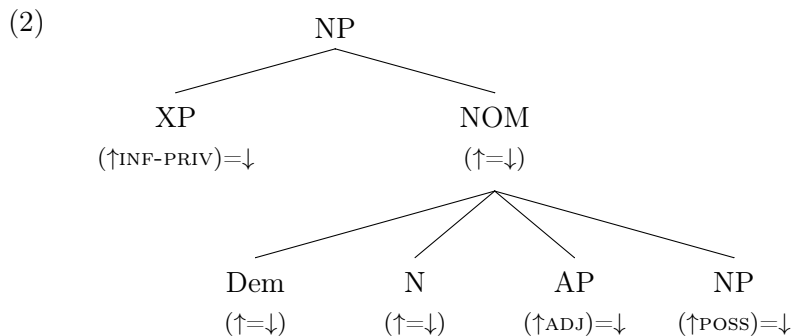 (2)
NP
XP NOM
(↑INF-PRIV)=↓ (↑=↓)
Dem N AP NP
(↑=↓) (↑=↓) (↑ADJ)=↓ (↑POSS)=↓